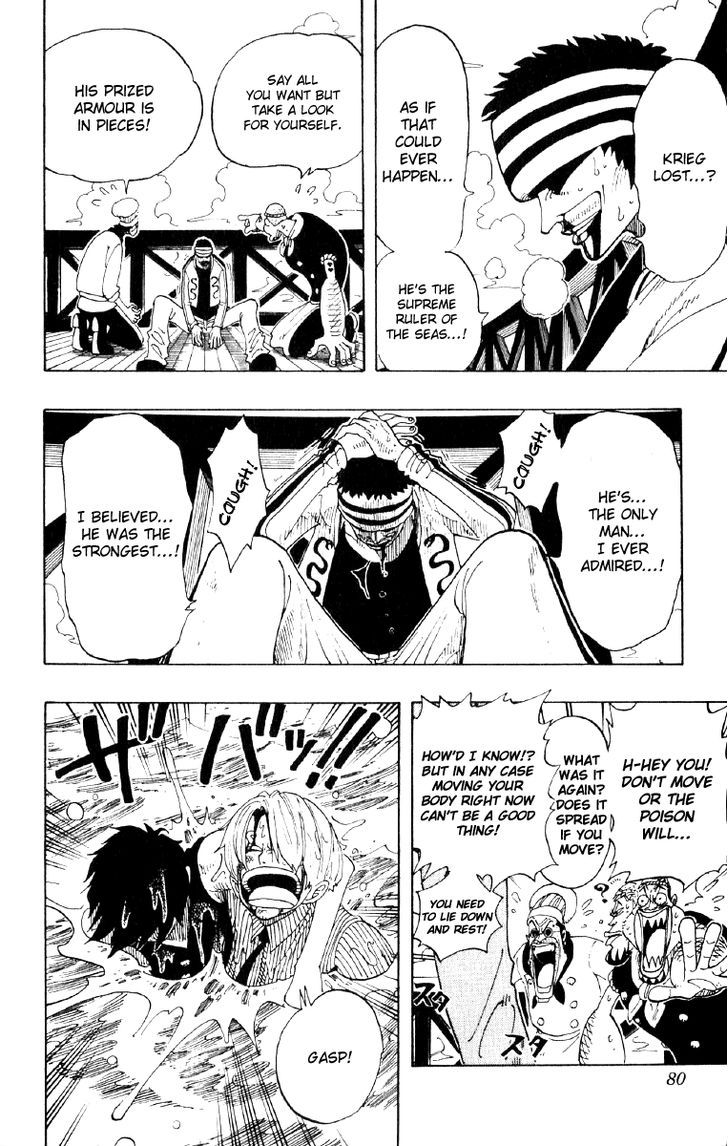 KRIEG
LOST...?
AS IF
THAT
COULD
EVER
HAPPEN...
HE'S THE
SUPREME
RULER OF
THE SEAS...!
SAY ALL
YOU WANT BUT
TAKE A LOOK
FOR YOURSELF.
HIS PRIZED
ARMOUR IS
IN PIECES!
HE'S...
THE ONLY
MAN...
I EVER
ADMIRED...!
COUGH!
COUGH!
I BELIEVED...
HE WAS THE
STRONGEST...!
H-HEY YOU!
DON'T MOVE
OR THE
POISON
WILL...
WHAT
WAS IT
AGAIN?
DOES IT
SPREAD
IF YOU
MOVE?
HOW'D I KNOW!?
BUT IN ANY CASE
MOVING YOUR
BODY RIGHT NOW
CAN'T BE A GOOD
THING!
YOU NEED
TO LIE DOWN
AND REST!
?
スタ
スタ
ザバッ!!
GASP!
80